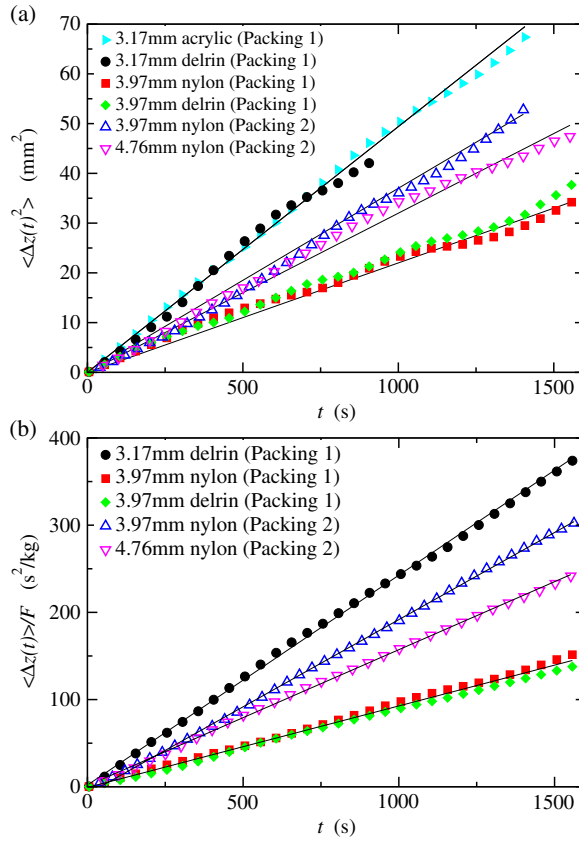 (a)
70
60
50
40
30
20
10
0
<Δz(t)²> (mm²)
3.17mm acrylic (Packing 1)
3.17mm delrin (Packing 1)
3.97mm nylon (Packing 1)
3.97mm delrin (Packing 1)
3.97mm nylon (Packing 2)
4.76mm nylon (Packing 2)
0 500 1000 1500
t (s)
(b)
400
300
200
100
0
<Δz(t)>/F (s²/kg)
3.17mm delrin (Packing 1)
3.97mm nylon (Packing 1)
3.97mm delrin (Packing 1)
3.97mm nylon (Packing 2)
4.76mm nylon (Packing 2)
0 500 1000 1500
t (s)